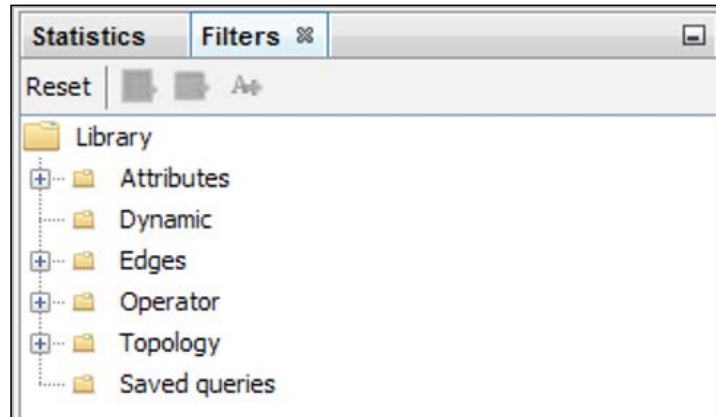 Statistics Filters
Reset
Library
Attributes
Dynamic
Edges
Operator
Topology
Saved queries